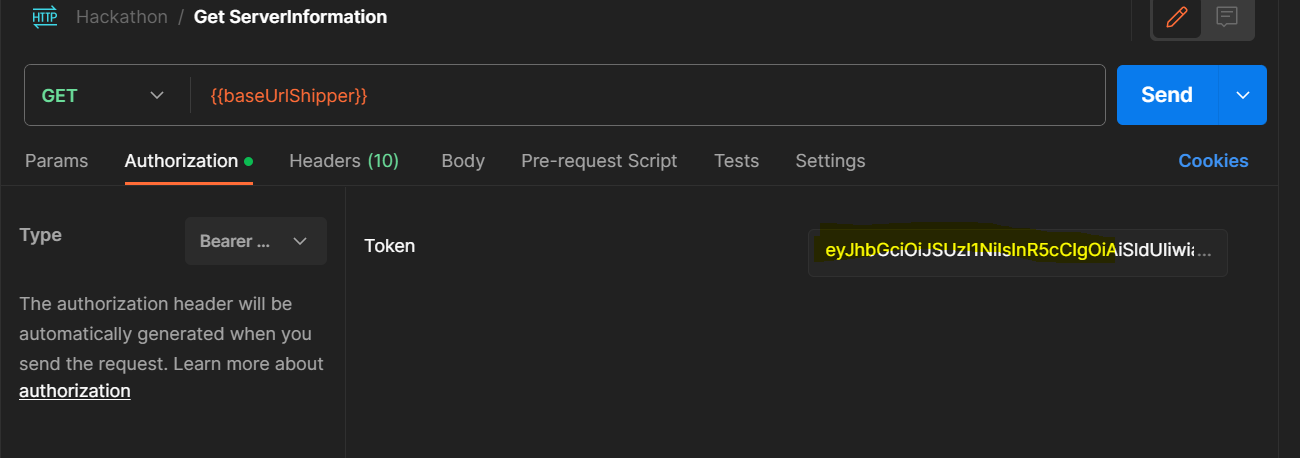 HTTP Hackathon / Get ServerInformation
GET {{baseUrlShipper}} Send
Params Authorization Headers (10) Body Pre-request Script Tests Settings Cookies
Type Bearer ... Token eyJhbGciOiJSUzI1NiIsInR5cCIgOiAiSldUIiwia...
The authorization header will be
automatically generated when you
send the request. Learn more about
authorization